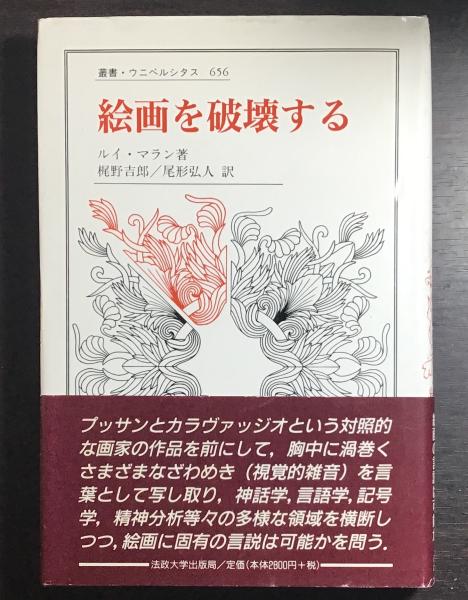 叢書・ウニベルシタス 656
絵画を破壊する
ルイ・マラン著
梶野吉郎／尾形弘人 訳
プッサンとカラヴァッジオという対照的
な画家の作品を前にして，胸中に渦巻く
さまざまなざわめき（視覚的雑音）を言
葉として写し取り，神話学，言語学，記号
学，精神分析等々の多様な領域を横断し
つつ，絵画に固有の言説は可能かを問う．
法政大学出版局／定価(本体2800円＋税)